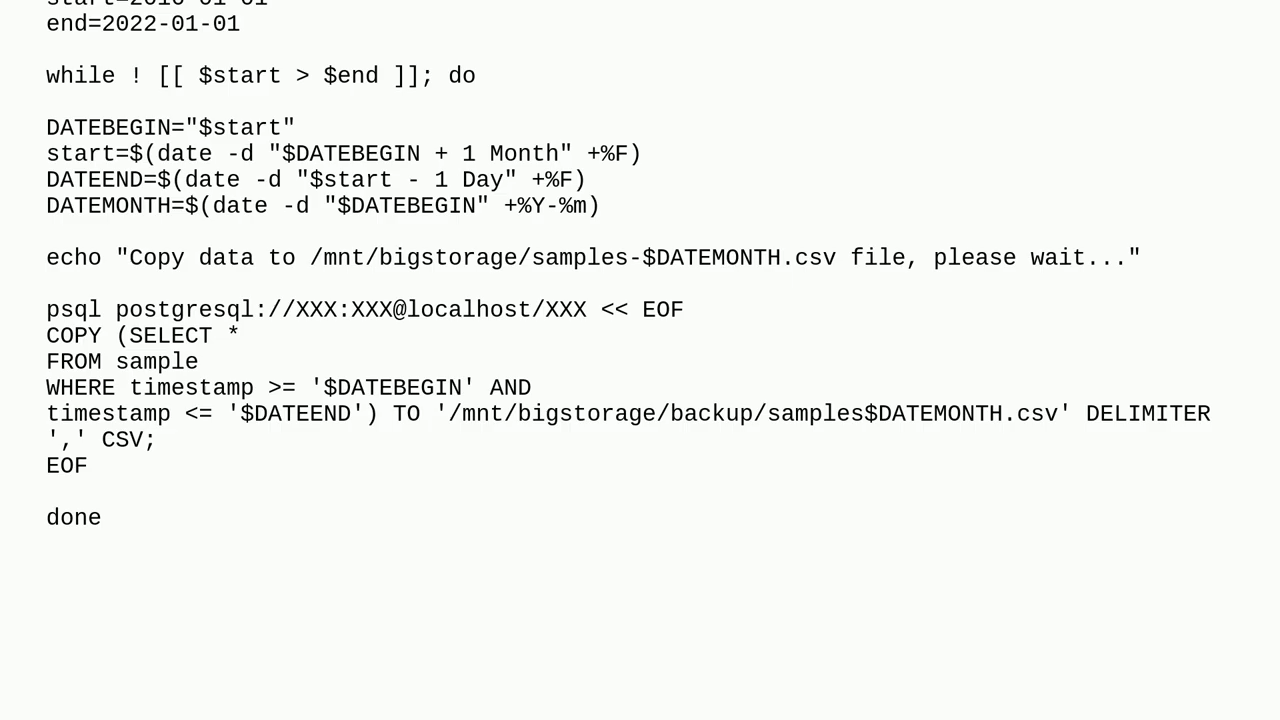 end=2022-01-01
while ! [[ $start > $end ]]; do
DATEBEGIN="$start"
start=$(date -d "$DATEBEGIN + 1 Month" +%F)
DATEEND=$(date -d "$start - 1 Day" +%F)
DATEMONTH=$(date -d "$DATEBEGIN" +%Y-%m)
echo "Copy data to /mnt/bigstorage/samples-$DATEMONTH.csv file, please wait..."
psql postgresql://XXX:XXX@localhost/XXX << EOF
COPY (SELECT *
FROM sample
WHERE timestamp >= '$DATEBEGIN' AND
timestamp <= '$DATEEND') TO '/mnt/bigstorage/backup/samples$DATEMONTH.csv' DELIMITER
',' CSV;
EOF
done